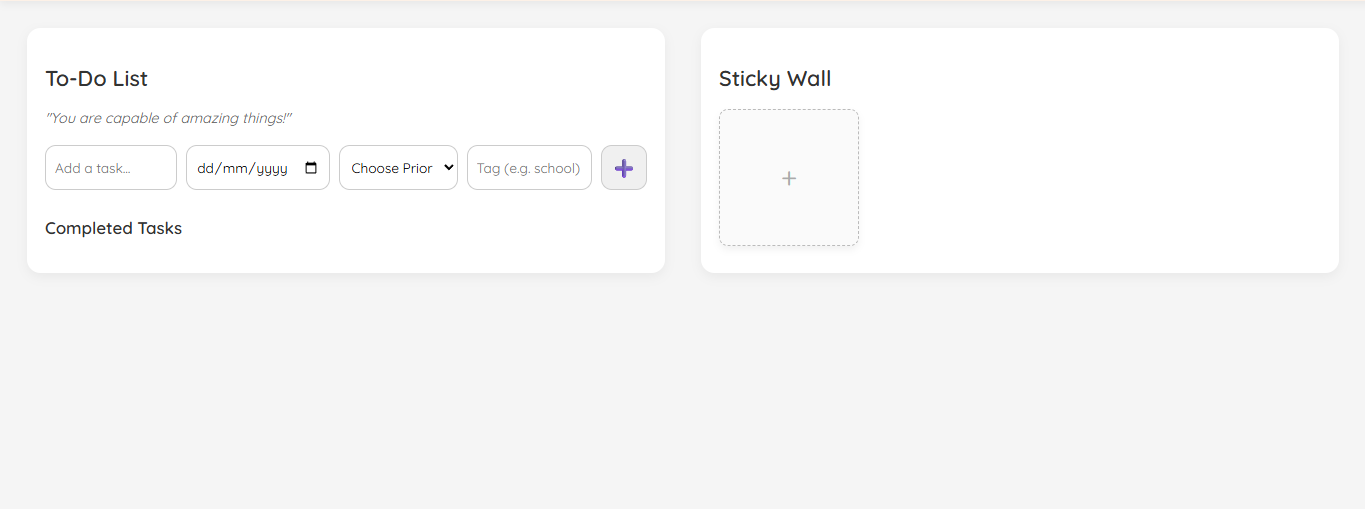 To-Do List
"You are capable of amazing things!"
Add a task... dd/mm/yyyy Choose Prior Tag (e.g. school)
Completed Tasks
Sticky Wall
+